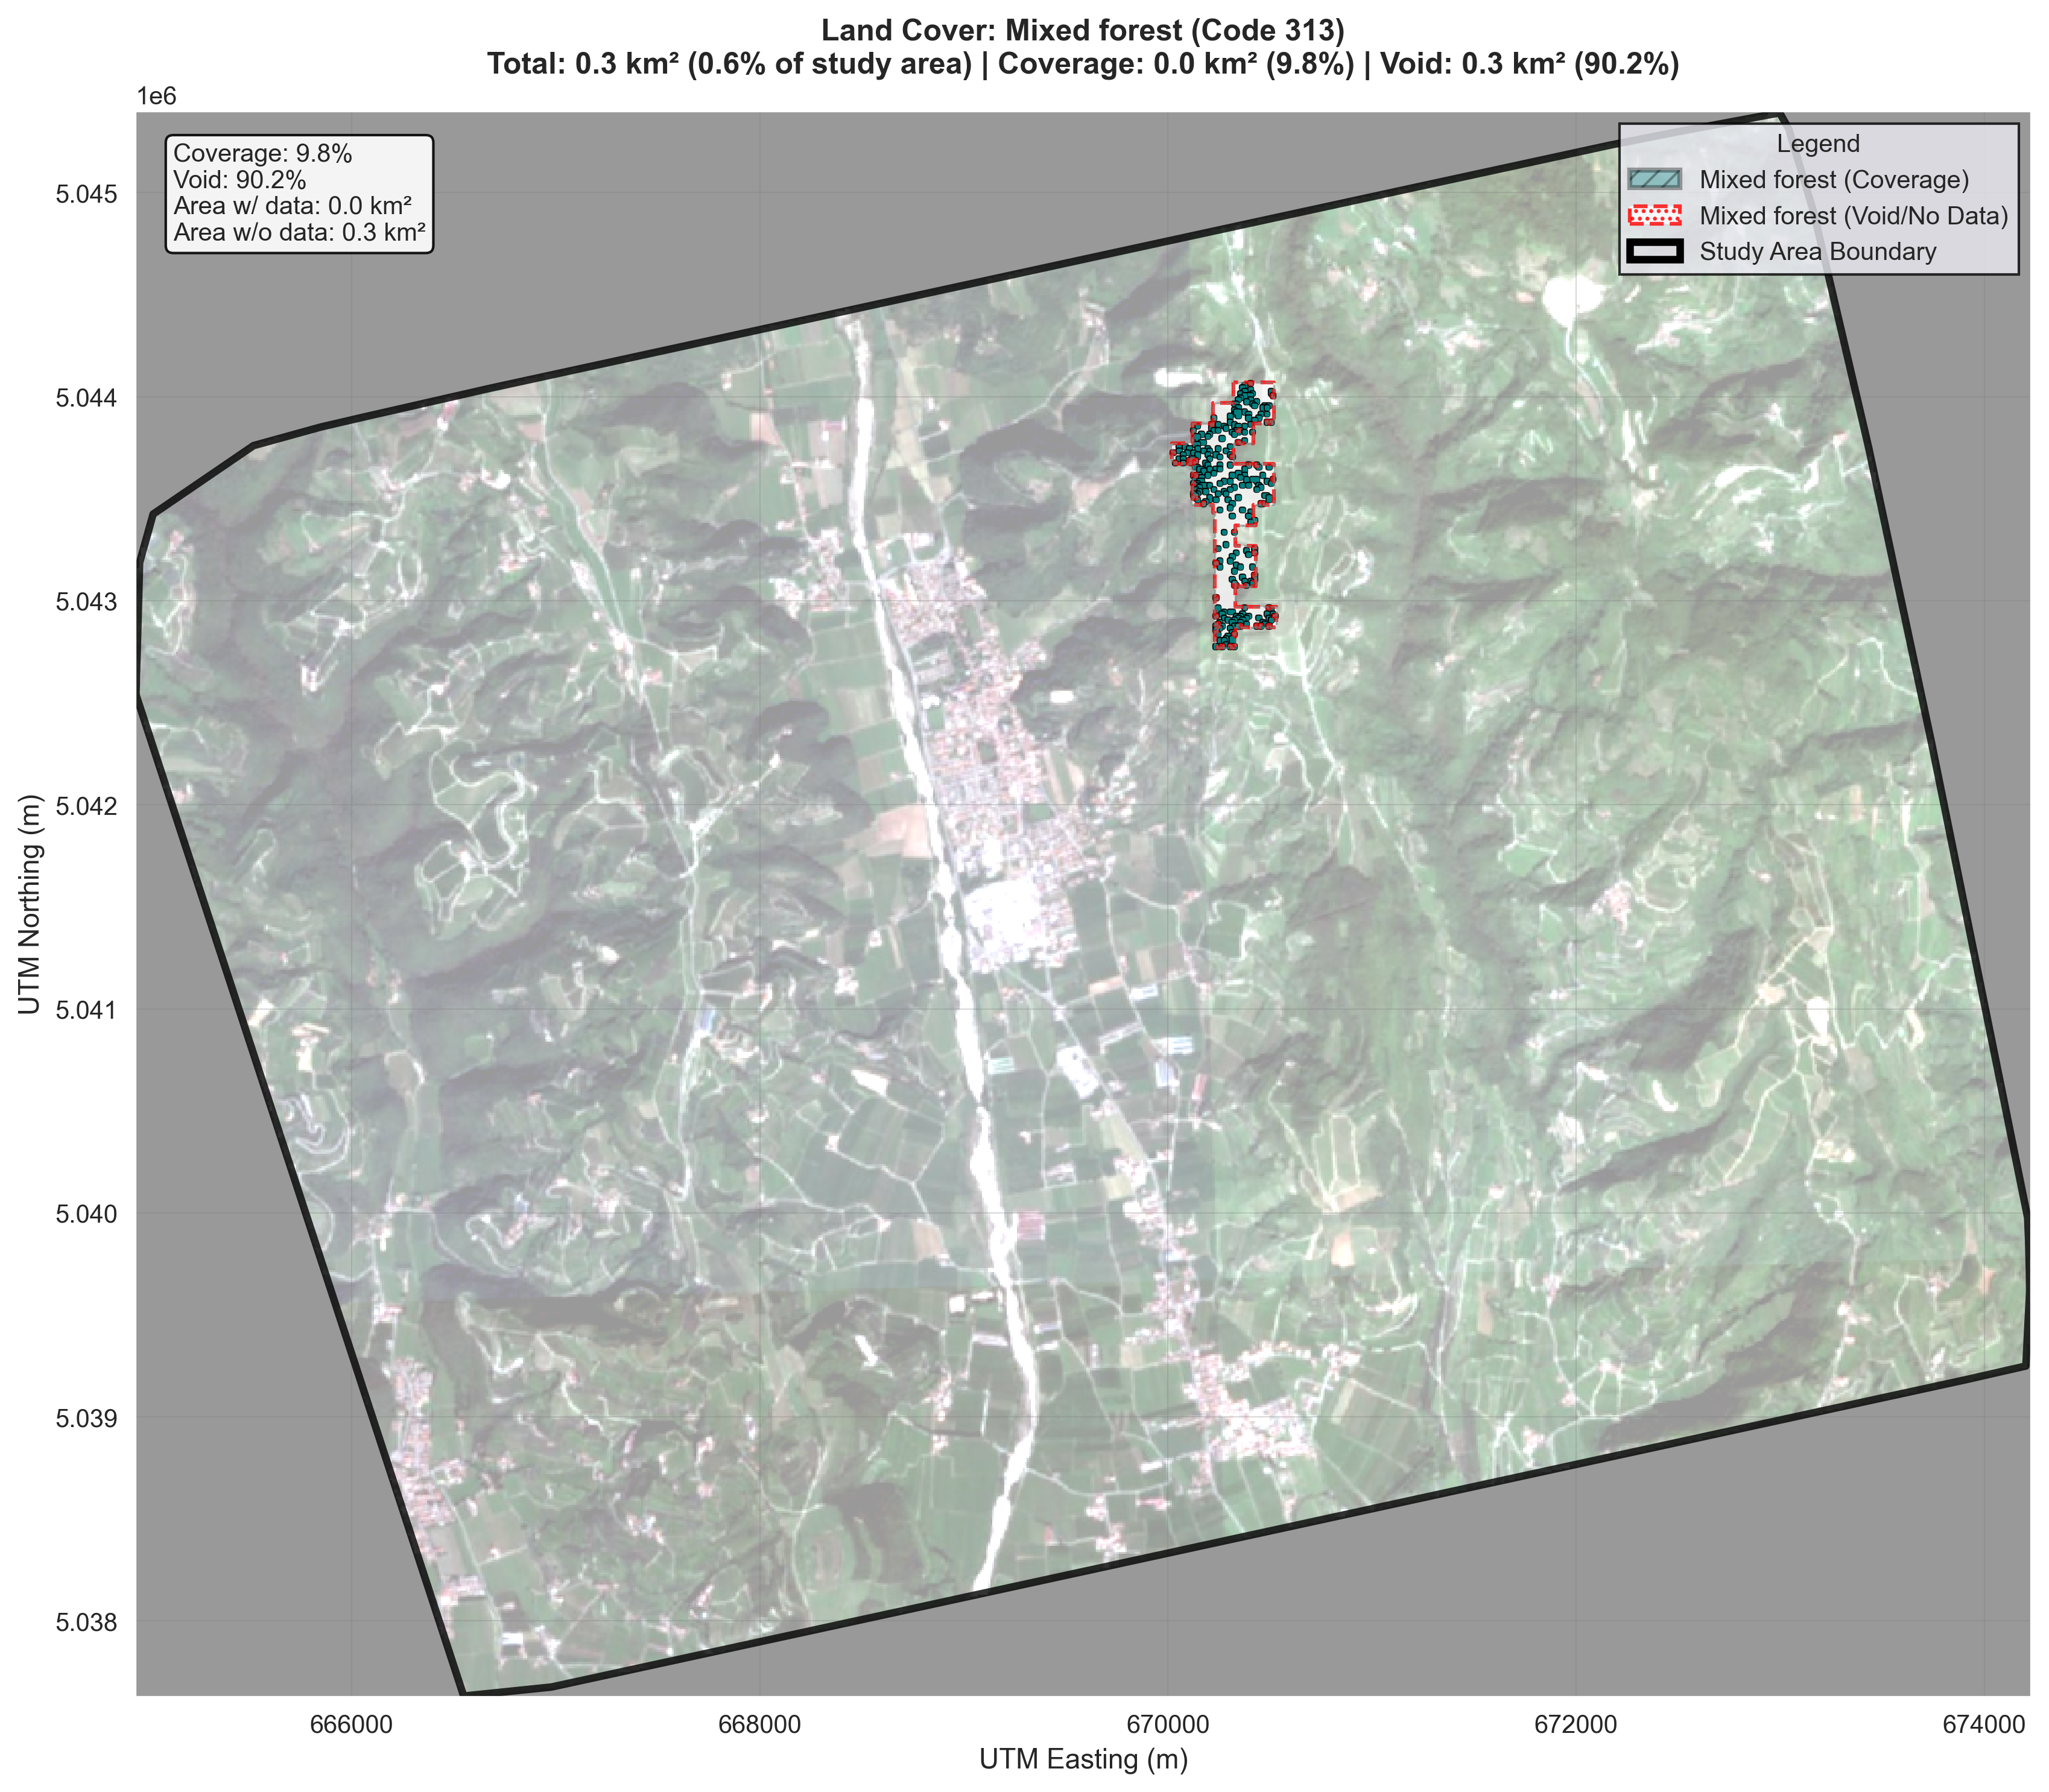 Land Cover: Mixed forest (Code 313)
Total: 0.3 km² (0.6% of study area) | Coverage: 0.0 km² (9.8%) | Void: 0.3 km² (90.2%)
1e6
Coverage: 9.8%
Void: 90.2%
Area w/ data: 0.0 km²
Area w/o data: 0.3 km²
Legend
Mixed forest (Coverage)
Mixed forest (Void/No Data)
Study Area Boundary
5.045
5.044
5.043
5.042
5.041
5.040
5.039
5.038
UTM Northing (m)
666000
668000
670000
672000
674000
UTM Easting (m)